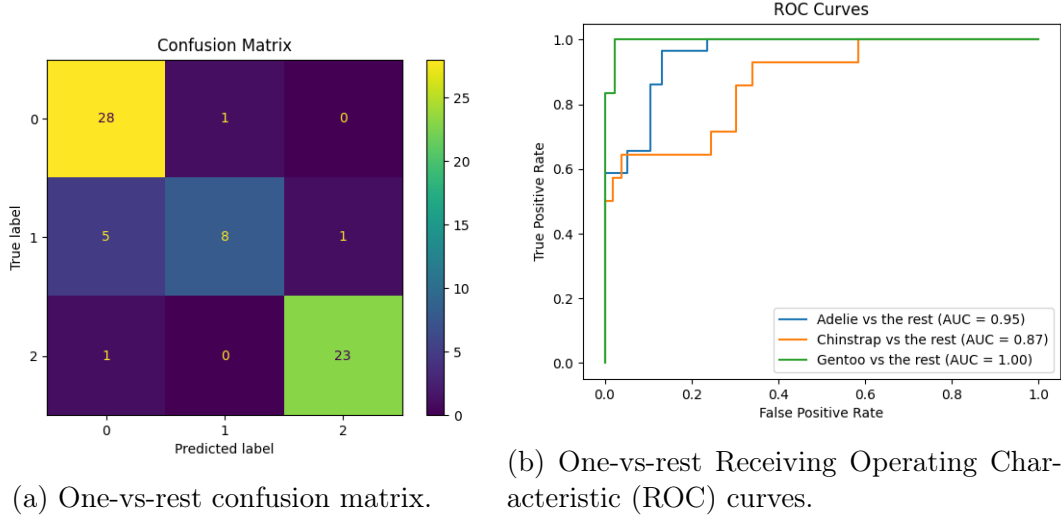 Confusion Matrix
True label
0
28
1
0
1
5
8
1
2
1
0
23
0
1
2
Predicted label
25
20
15
10
5
0
(a) One-vs-rest confusion matrix.
ROC Curves
True Positive Rate
1.0
0.8
0.6
0.4
0.2
0.0
Adelie vs the rest (AUC = 0.95)
Chinstrap vs the rest (AUC = 0.87)
Gentoo vs the rest (AUC = 1.00)
0.0
0.2
0.4
0.6
0.8
1.0
False Positive Rate
(b) One-vs-rest Receiving Operating Char-
acteristic (ROC) curves.